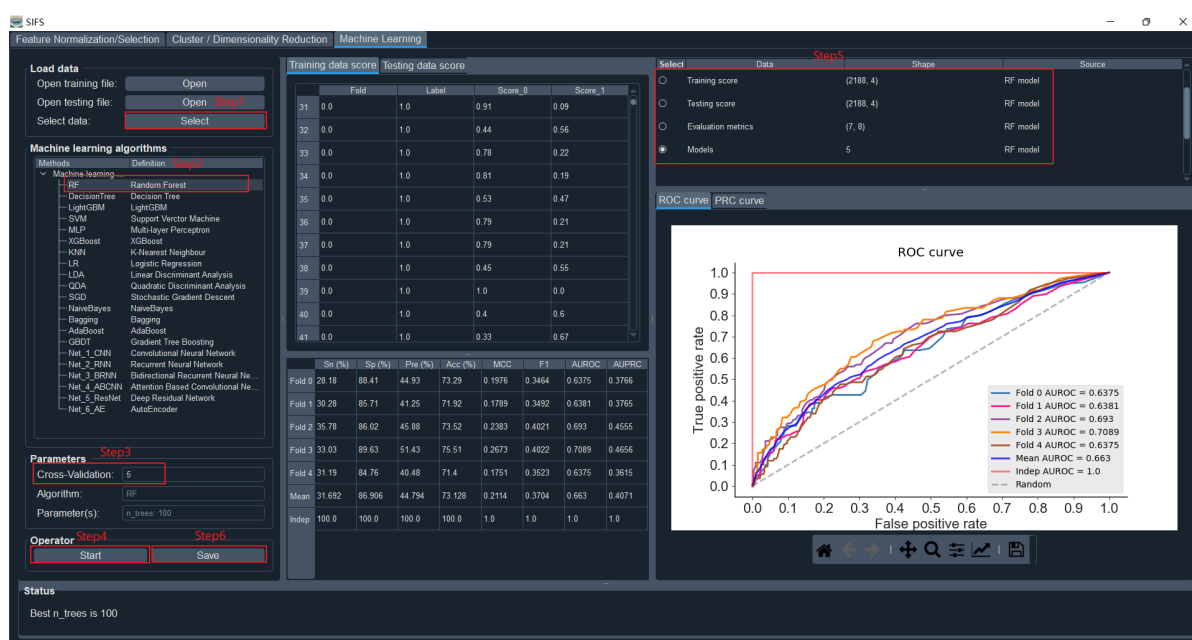 SIFS
Feature Normalization/Selection Cluster / Dimensionality Reduction Machine Learning
Load data
Open training file: Open
Open testing file: Open Step1
Select data: Select
Machine learning algorithms
Methods Definition Step2
Machine learning ...
RF Random Forest
DecisionTree Decision Tree
LightGBM LightGBM
SVM Support Verctor Machine
MLP Multi-layer Perceptron
XGBoost XGBoost
KNN K-Nearest Neighbour
LR Logistic Regression
LDA Linear Discriminant Analysis
QDA Quadratic Discriminant Analysis
SGD Stochastic Gradient Descent
NaiveBayes NaiveBayes
Bagging Bagging
AdaBoost AdaBoost
GBDT Gradient Tree Boosting
Net_1_CNN Convolutional Neural Network
Net_2_RNN Recurrent Neural Network
Net_3_BRNN Bidirectional Recurrent Neural Ne...
Net_4_ABCNN Attention Based Convolutional Ne...
Net_5_ResNet Deep Residual Network
Net_6_AE AutoEncoder
Parameters Step3
Cross-Validation: 5
Algorithm: RF
Parameter(s): n_trees: 100
Operator Step4 Step6
Start Save
Training data score Testing data score
Fold Label Score_0 Score_1
31 0.0 1.0 0.91 0.09
32 0.0 1.0 0.44 0.56
33 0.0 1.0 0.78 0.22
34 0.0 1.0 0.81 0.19
35 0.0 1.0 0.53 0.47
36 0.0 1.0 0.79 0.21
37 0.0 1.0 0.79 0.21
38 0.0 1.0 0.45 0.55
39 0.0 1.0 1.0 0.0
40 0.0 1.0 0.4 0.6
41 0.0 1.0 0.33 0.67
Sn (%) Sp (%) Pre (%) Acc (%) MCC F1 AUROC AUPRC
Fold 0 28.18 88.41 44.93 73.29 0.1976 0.3464 0.6375 0.3766
Fold 1 30.28 85.71 41.25 71.92 0.1789 0.3492 0.6381 0.3765
Fold 2 35.78 86.02 45.88 73.52 0.2383 0.4021 0.693 0.4555
Fold 3 33.03 89.63 51.43 75.51 0.2673 0.4022 0.7089 0.4656
Fold 4 31.19 84.76 40.48 71.4 0.1751 0.3523 0.6375 0.3615
Mean 31.692 86.906 44.794 73.128 0.2114 0.3704 0.663 0.4071
Indep 100.0 100.0 100.0 100.0 1.0 1.0 1.0 1.0
Step5
Select Data Shape Source
Training score (2188, 4) RF model
Testing score (2188, 4) RF model
Evaluation metrics (7, 8) RF model
Models 5 RF model
ROC curve PRC curve
ROC curve
True positive rate
1.0
0.9
0.8
0.7
0.6
0.5
0.4
0.3
0.2
0.1
0.0
Fold 0 AUROC = 0.6375
Fold 1 AUROC = 0.6381
Fold 2 AUROC = 0.693
Fold 3 AUROC = 0.7089
Fold 4 AUROC = 0.6375
Mean AUROC = 0.663
Indep AUROC = 1.0
Random
0.0 0.1 0.2 0.3 0.4 0.5 0.6 0.7 0.8 0.9 1.0
False positive rate
Status
Best n_trees is 100